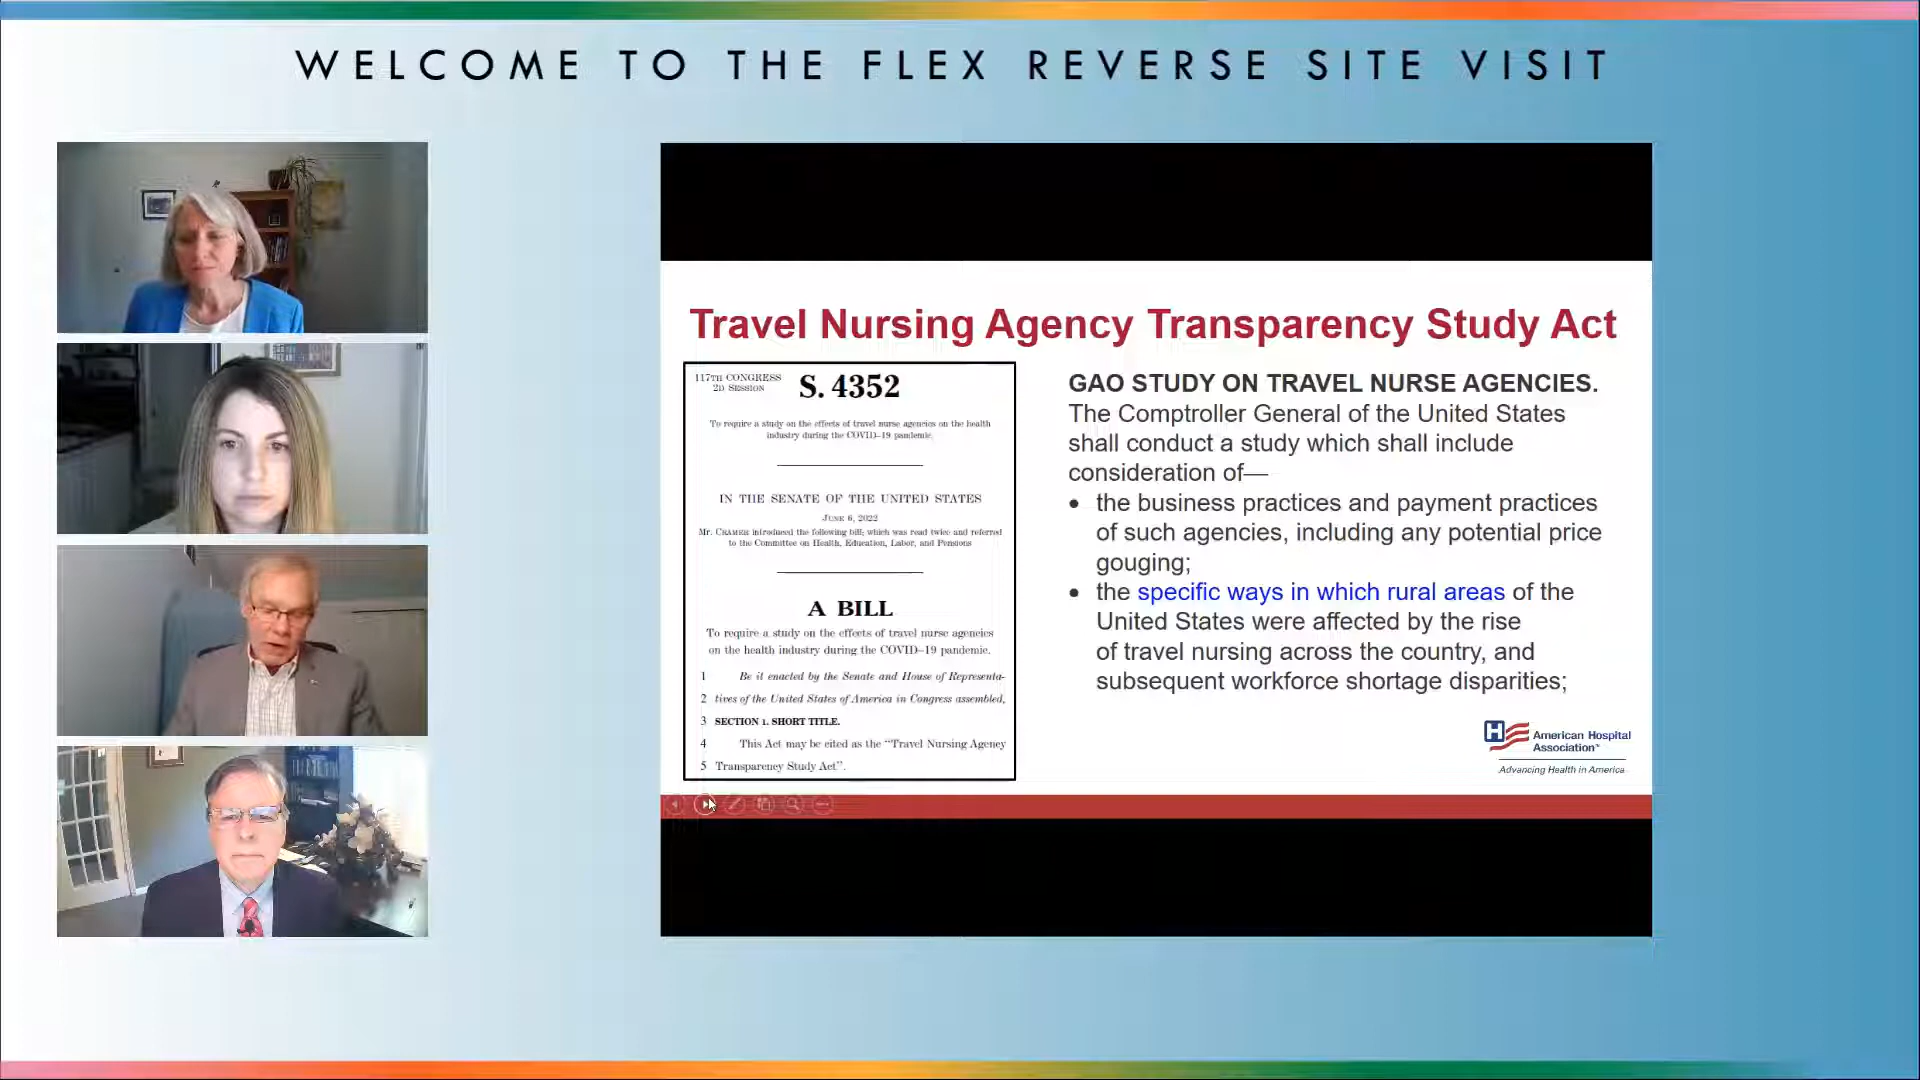 WELCOME TO THE FLEX REVERSE SITE VISIT
Travel Nursing Agency Transparency Study Act
117TH CONGRESS
2D SESSION
S. 4352
To require a study on the effects of travel nurse agencies on the health
industry during the COVID–19 pandemic.
IN THE SENATE OF THE UNITED STATES
JUNE 6, 2022
Mr. CRAMER introduced the following bill; which was read twice and referred
to the Committee on Health, Education, Labor, and Pensions
A BILL
To require a study on the effects of travel nurse agencies
on the health industry during the COVID–19 pandemic.
1 Be it enacted by the Senate and House of Representa-
2 tives of the United States of America in Congress assembled,
3 SECTION 1. SHORT TITLE.
4 This Act may be cited as the “Travel Nursing Agency
5 Transparency Study Act”.
GAO STUDY ON TRAVEL NURSE AGENCIES.
The Comptroller General of the United States
shall conduct a study which shall include
consideration of—
• the business practices and payment practices
of such agencies, including any potential price
gouging;
• the specific ways in which rural areas of the
United States were affected by the rise
of travel nursing across the country, and
subsequent workforce shortage disparities;
H American Hospital
Association™
Advancing Health in America